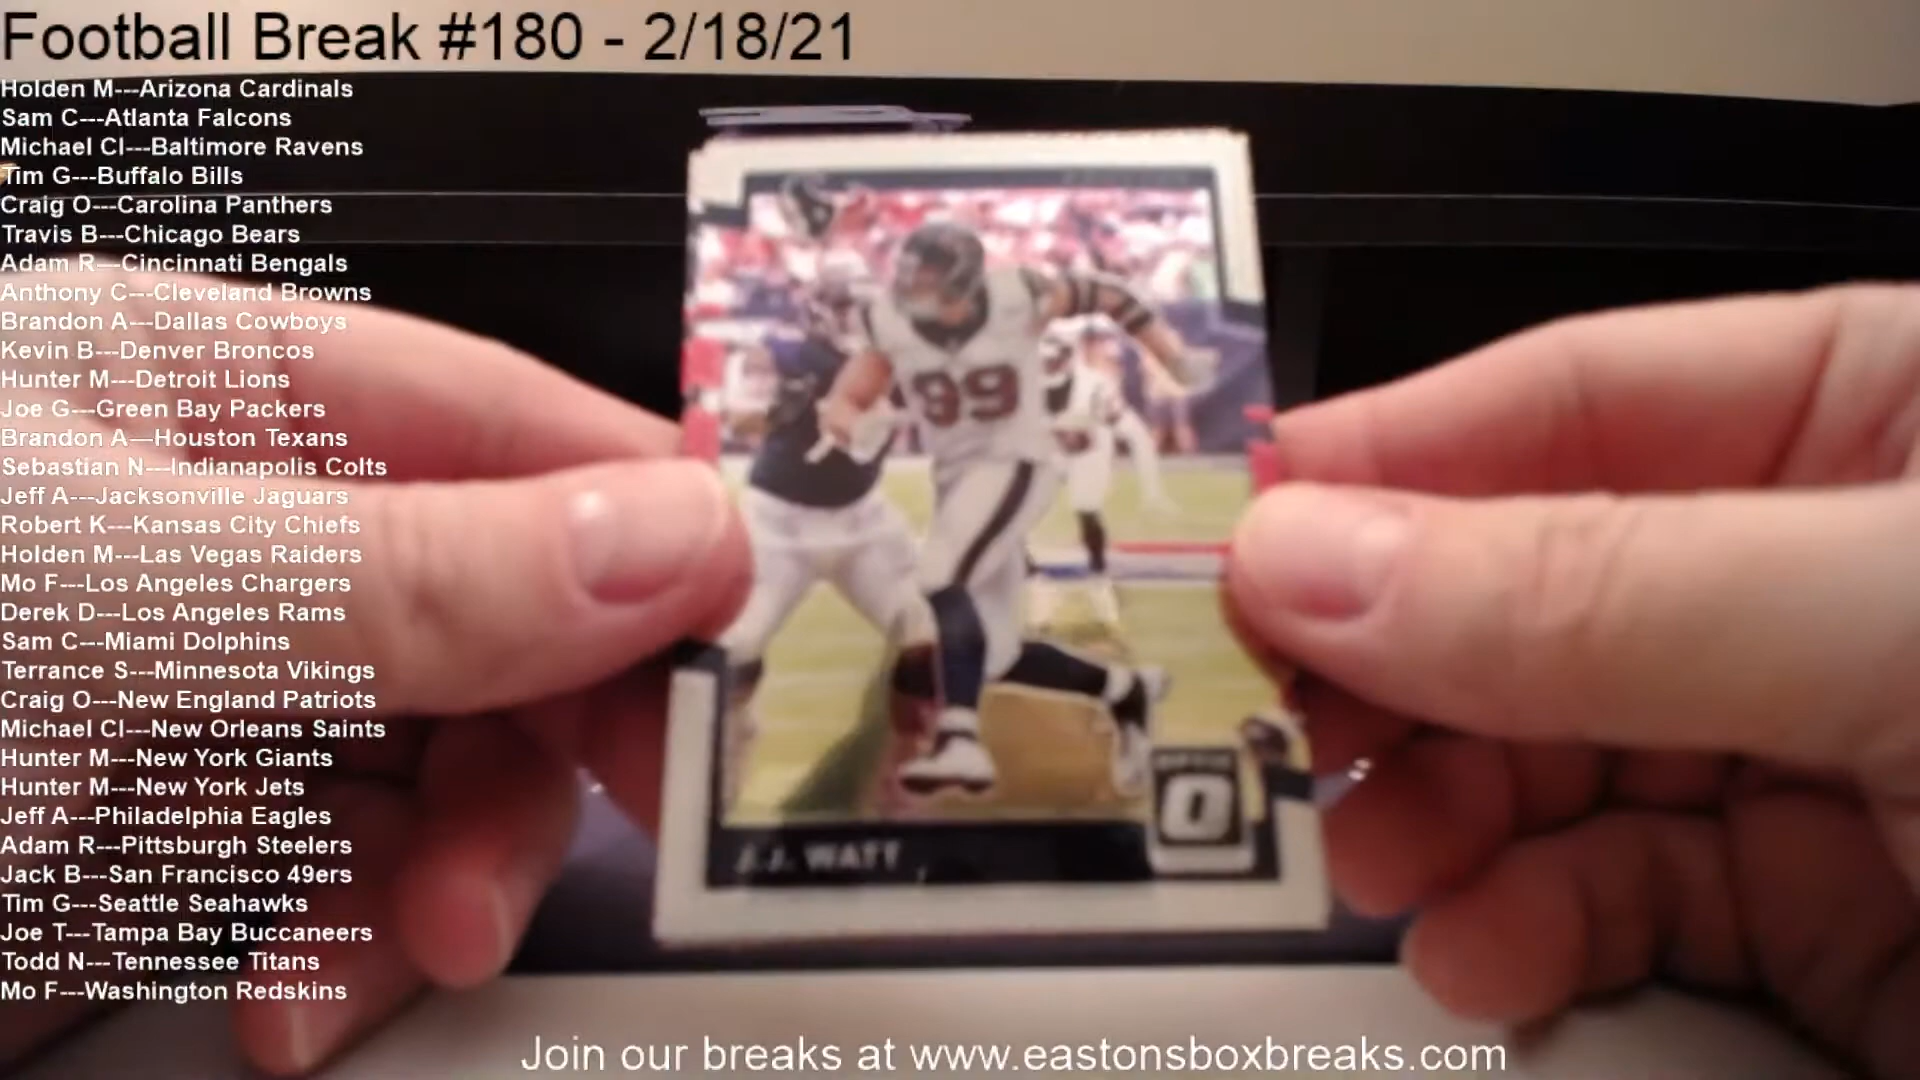 Football Break #180 - 2/18/21
Holden M---Arizona Cardinals
Sam C---Atlanta Falcons
Michael Cl---Baltimore Ravens
Tim G---Buffalo Bills
Craig O---Carolina Panthers
Travis B---Chicago Bears
Adam R---Cincinnati Bengals
Anthony C---Cleveland Browns
Brandon A---Dallas Cowboys
Kevin B---Denver Broncos
Hunter M---Detroit Lions
Joe G---Green Bay Packers
Brandon A---Houston Texans
Sebastian N---Indianapolis Colts
Jeff A---Jacksonville Jaguars
Robert K---Kansas City Chiefs
Holden M---Las Vegas Raiders
Mo F---Los Angeles Chargers
Derek D---Los Angeles Rams
Sam C---Miami Dolphins
Terrance S---Minnesota Vikings
Craig O---New England Patriots
Michael Cl---New Orleans Saints
Hunter M---New York Giants
Hunter M---New York Jets
Jeff A---Philadelphia Eagles
Adam R---Pittsburgh Steelers
Jack B---San Francisco 49ers
Tim G---Seattle Seahawks
Joe T---Tampa Bay Buccaneers
Todd N---Tennessee Titans
Mo F---Washington Redskins
99
O
J.J. WATT
Join our breaks at www.eastonsboxbreaks.com